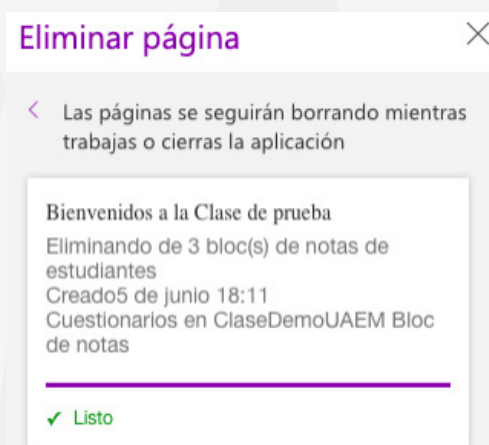 Eliminar página
Las páginas se seguirán borrando mientras
trabajas o cierras la aplicación
Bienvenidos a la Clase de prueba
Eliminando de 3 bloc(s) de notas de
estudiantes
Creado5 de junio 18:11
Cuestionarios en ClaseDemoUAEM Bloc
de notas
Listo